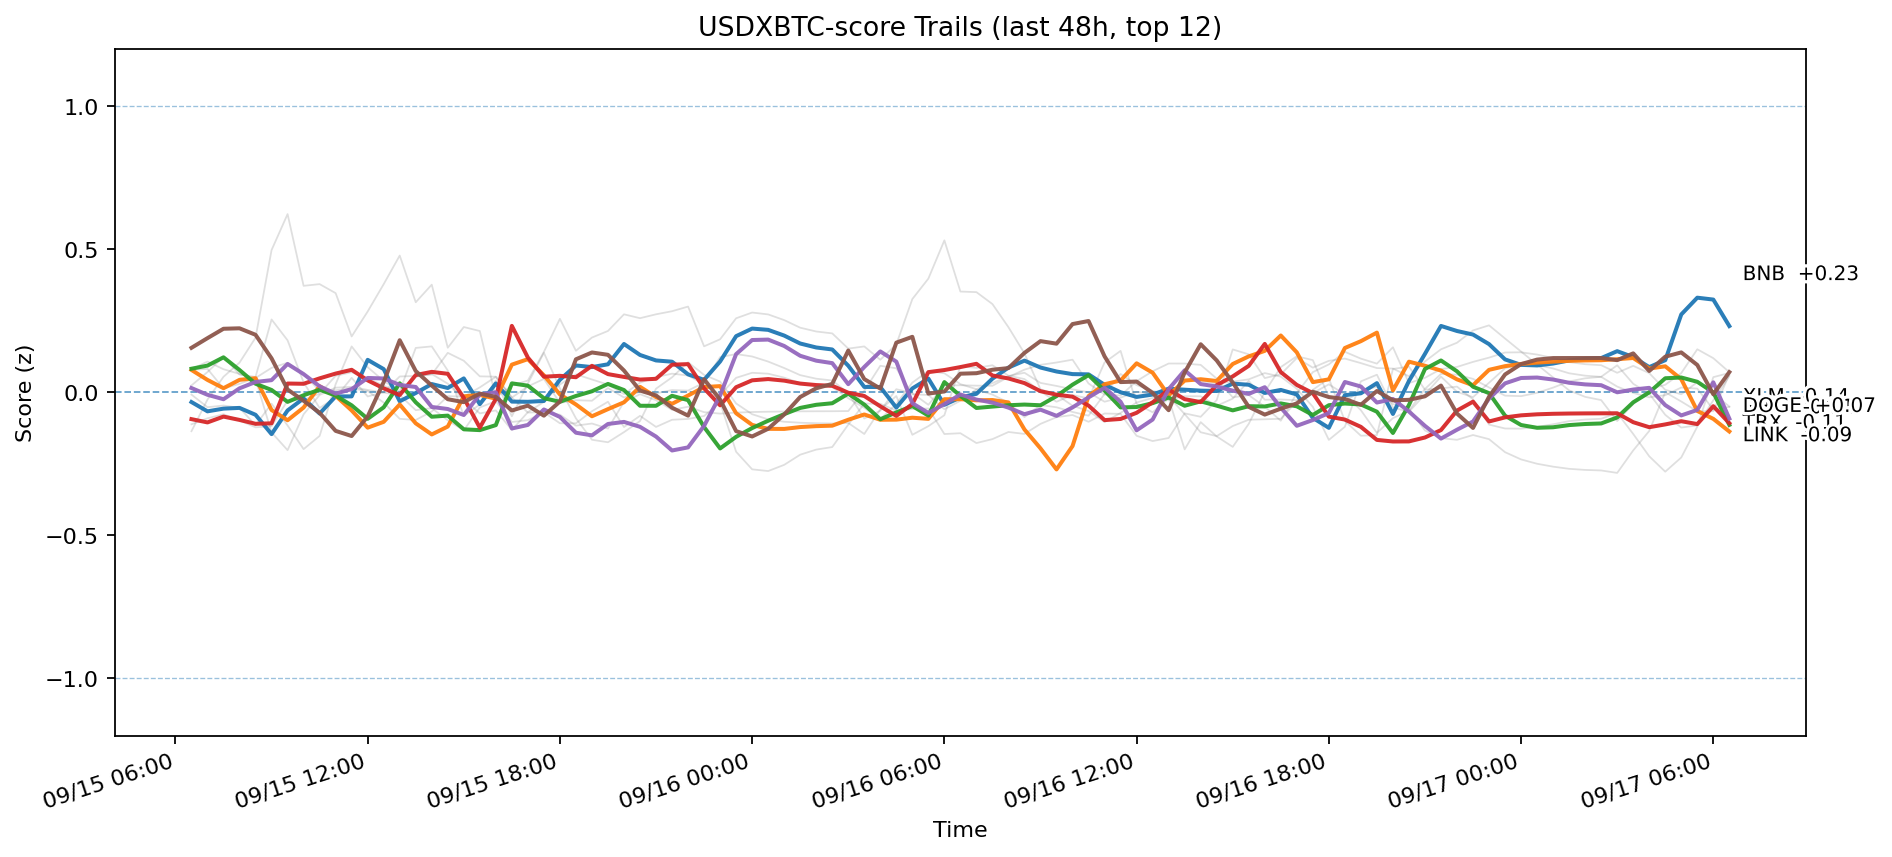 USDXBTC-score Trails (last 48h, top 12)
Score (z)
1.0
0.5
0.0
−0.5
−1.0
BNB +0.23
DOGE +0.07
TRX -0.11
LINK -0.09
09/15 06:00
09/15 12:00
09/15 18:00
09/16 00:00
09/16 06:00
09/16 12:00
09/16 18:00
09/17 00:00
09/17 06:00
Time